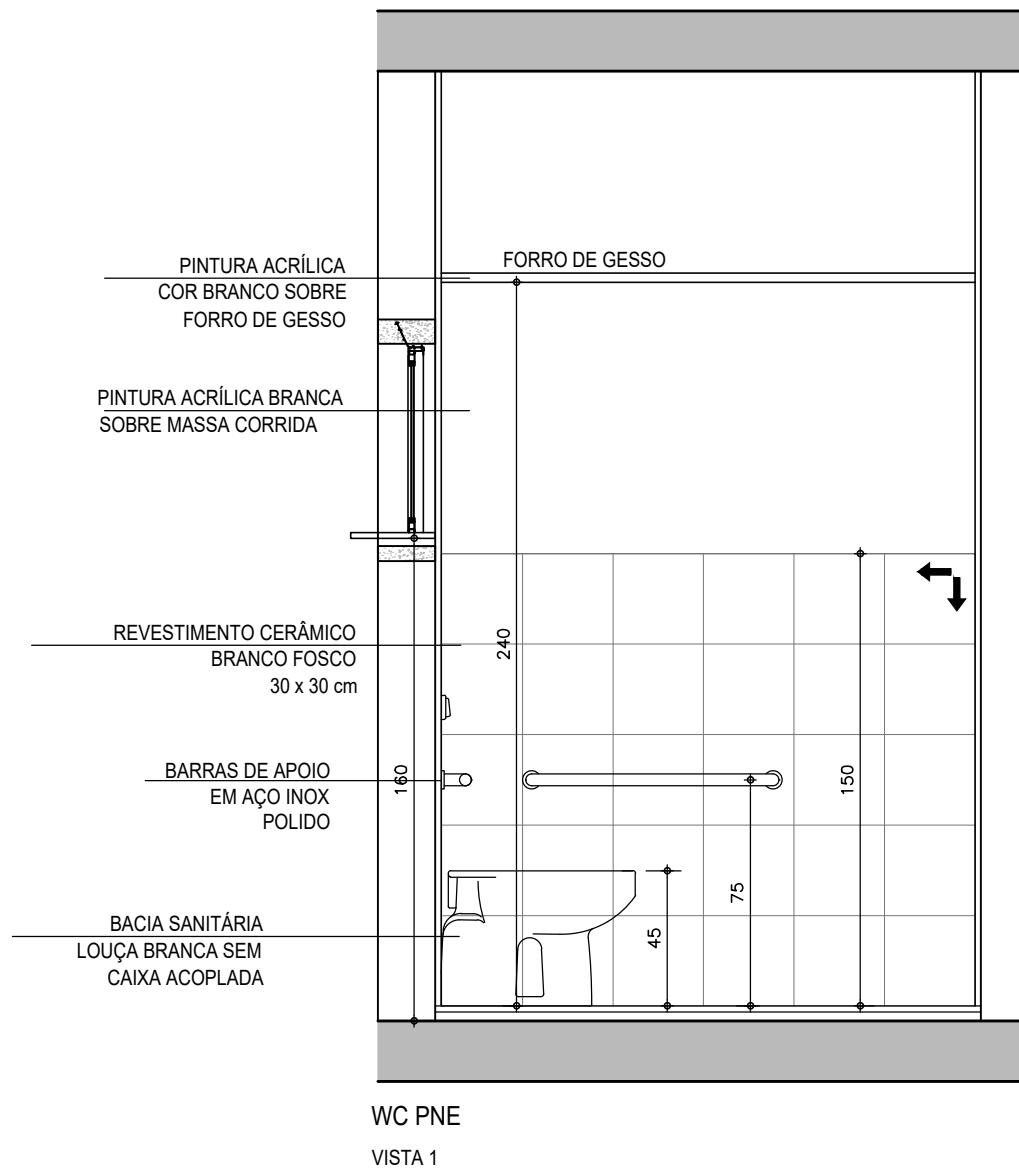 FORRO DE GESSO
PINTURA ACRÍLICA
COR BRANCO SOBRE
FORRO DE GESSO
PINTURA ACRÍLICA BRANCA
SOBRE MASSA CORRIDA
REVESTIMENTO CERÂMICO
BRANCO FOSCO
30 x 30 cm
240
BARRAS DE APOIO
EM AÇO INOX
POLIDO
160
150
75
45
BACIA SANITÁRIA
LOUÇA BRANCA SEM
CAIXA ACOPLADA
WC PNE
VISTA 1